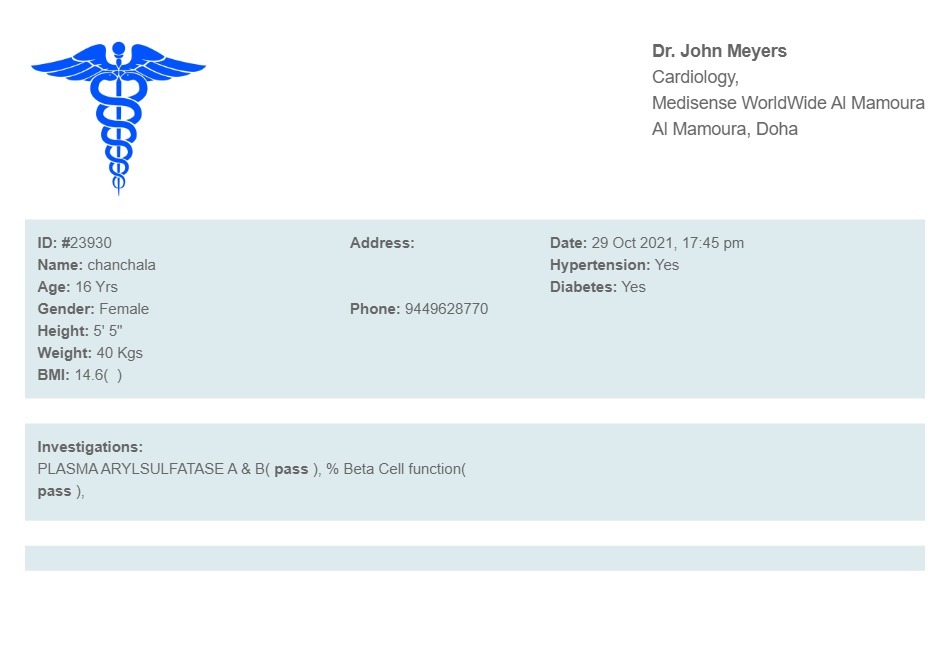 Dr. John Meyers
Cardiology,
Medisense WorldWide Al Mamoura
Al Mamoura, Doha
ID: #23930
Name: chanchala
Age: 16 Yrs
Gender: Female
Height: 5' 5"
Weight: 40 Kgs
BMI: 14.6(  )
Address:
Phone: 9449628770
Date: 29 Oct 2021, 17:45 pm
Hypertension: Yes
Diabetes: Yes
Investigations:
PLASMA ARYLSULFATASE A & B( pass ), % Beta Cell function(
pass ),